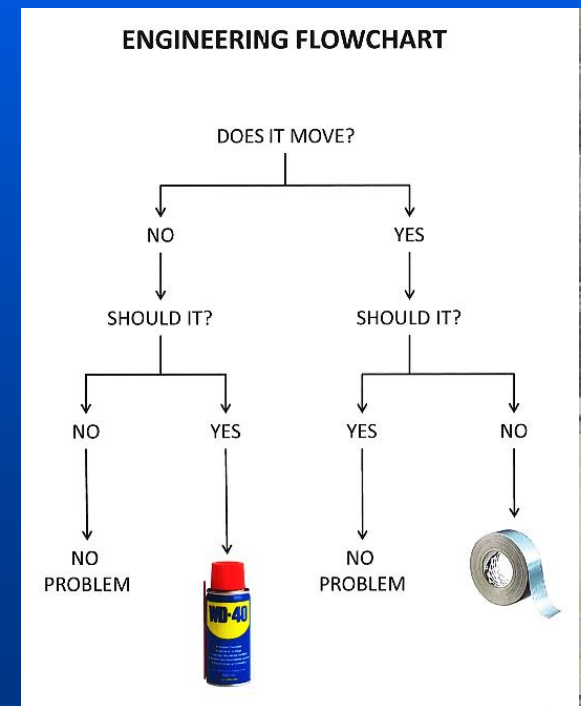 ENGINEERING FLOWCHART
DOES IT MOVE?
NO
YES
SHOULD IT?
SHOULD IT?
NO
YES
YES
NO
NO
PROBLEM
NO
PROBLEM
WD-40